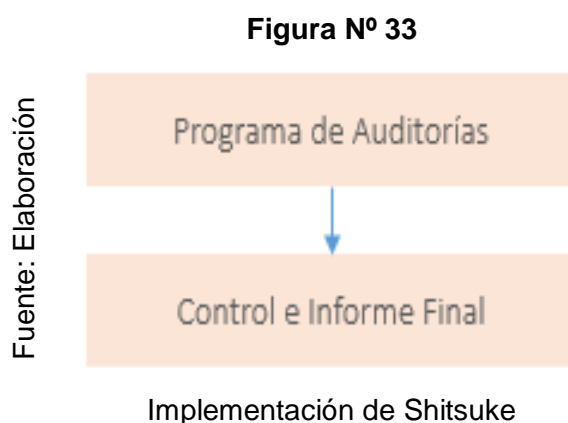 Figura Nº 33
Fuente: Elaboración
Programa de Auditorías
Control e Informe Final
Implementación de Shitsuke